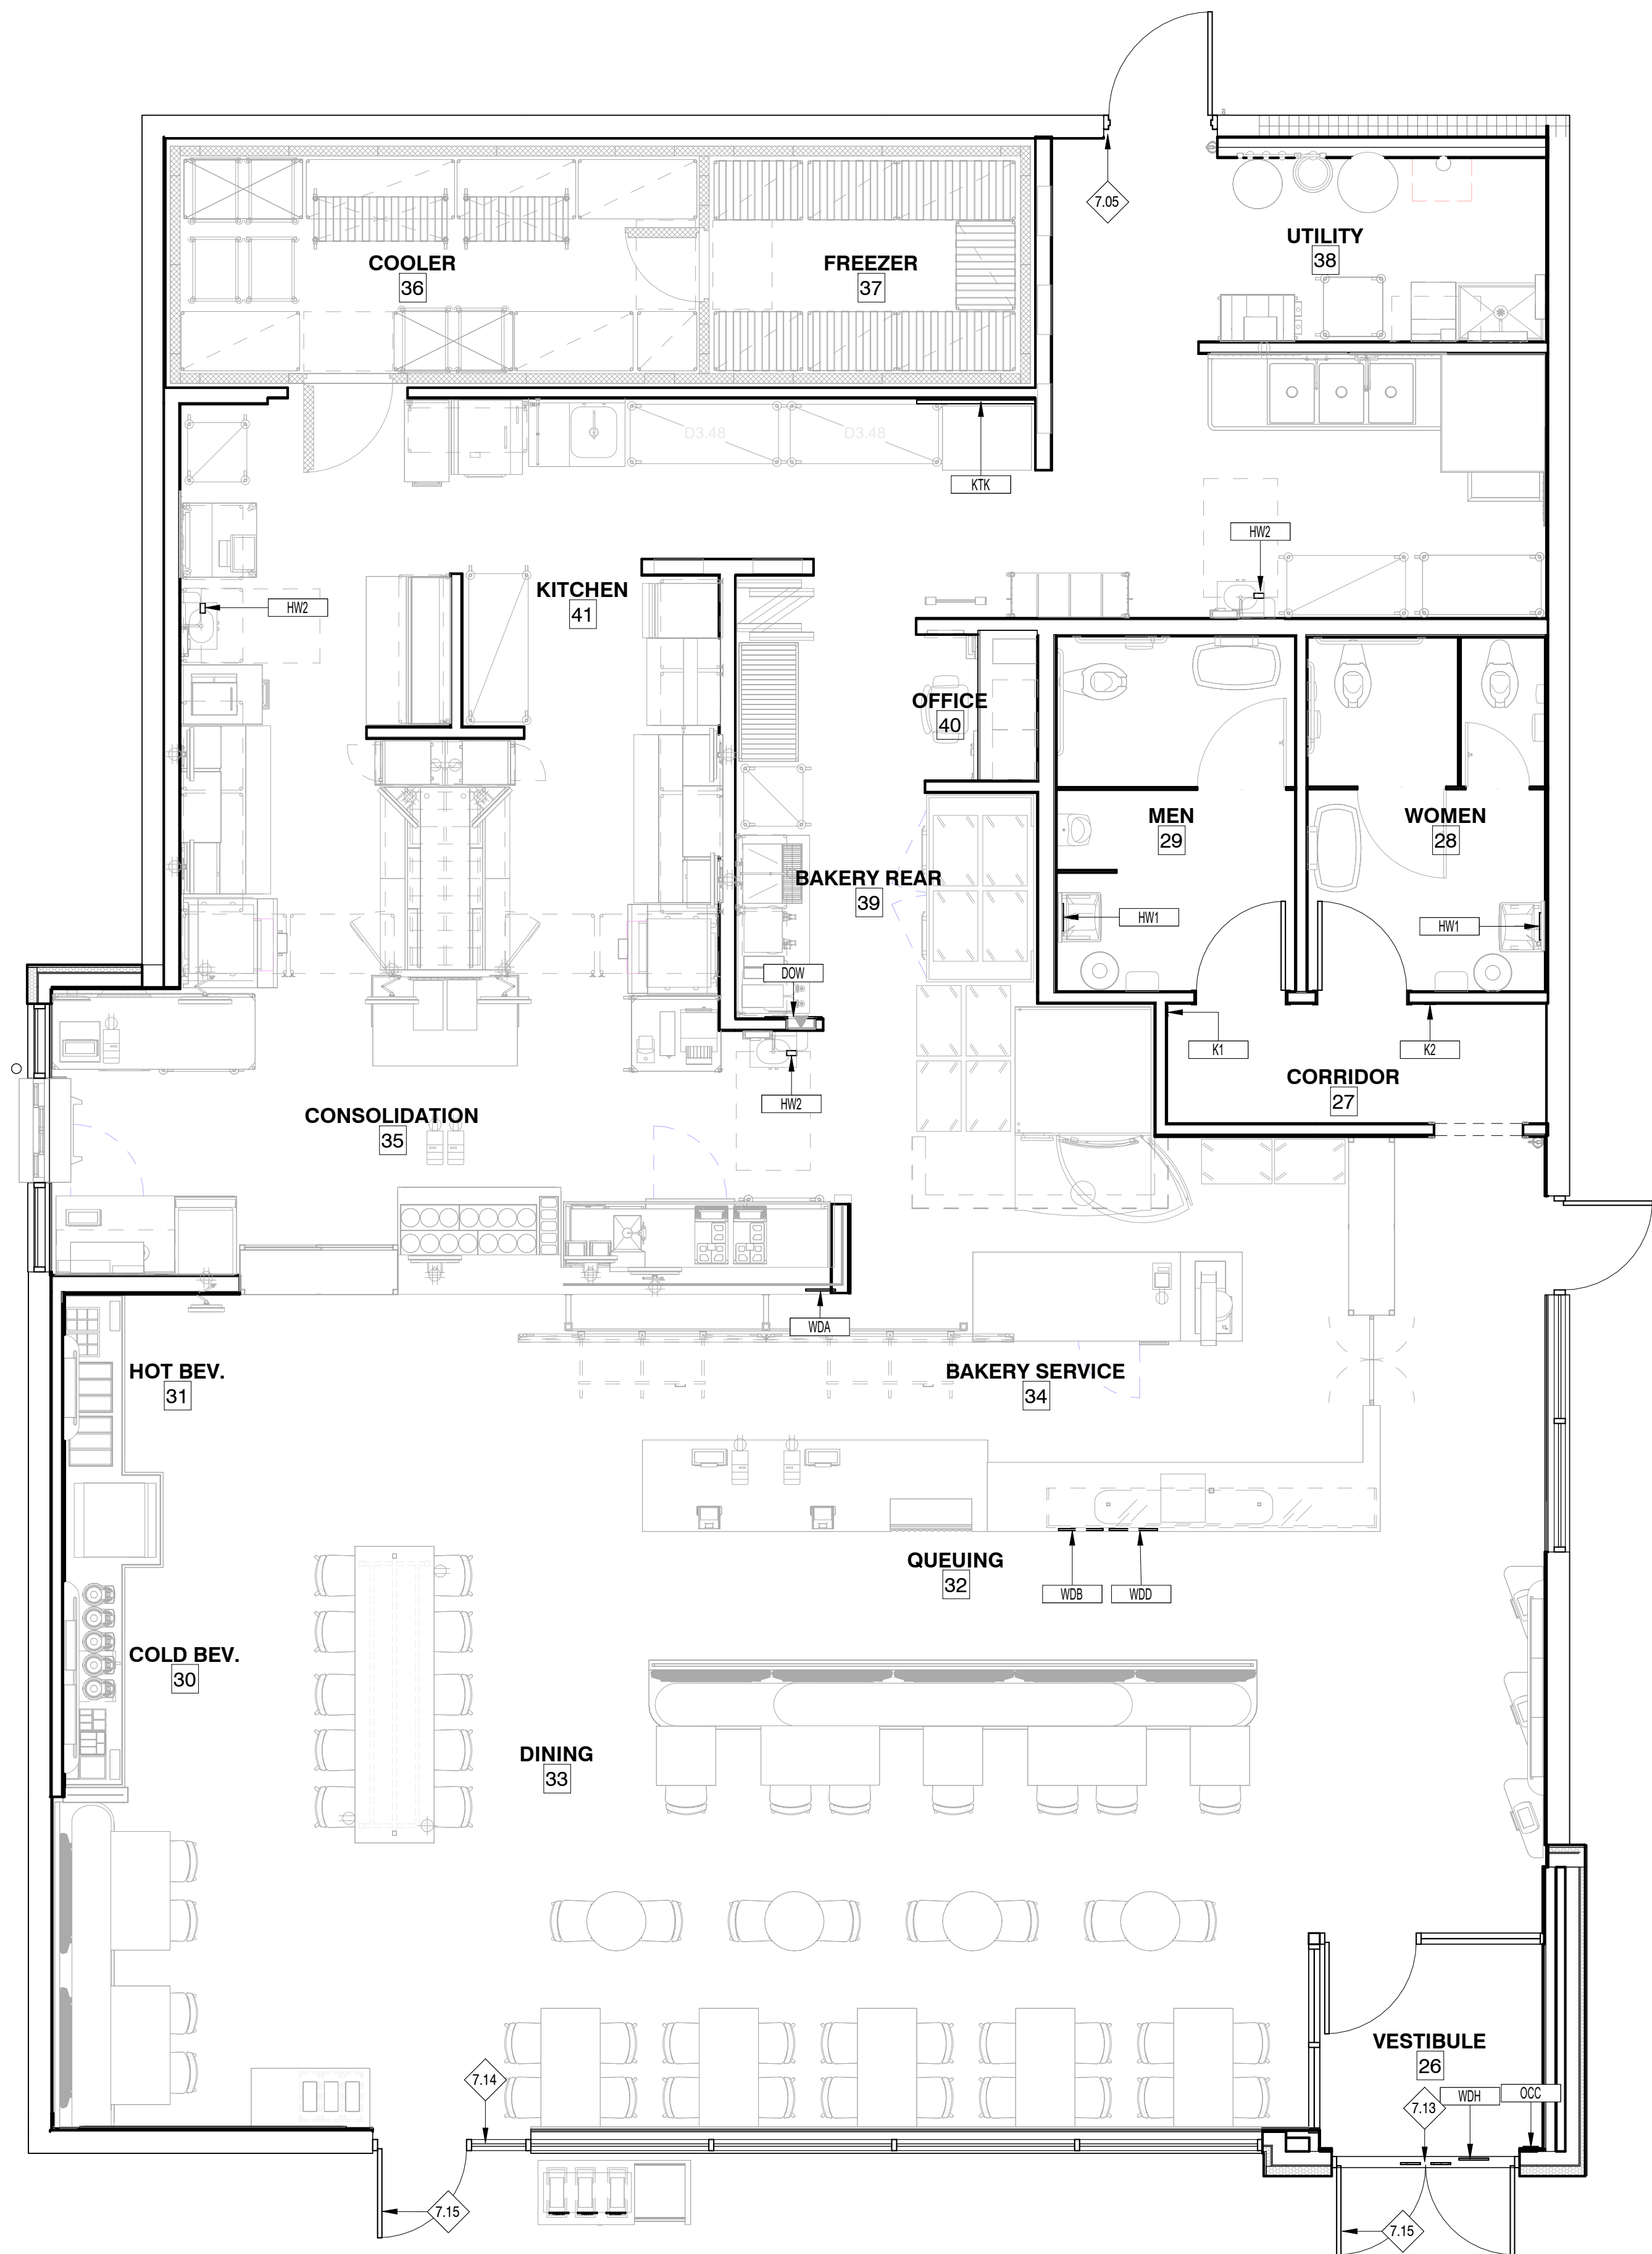 7.05
UTILITY
38
COOLER
36
FREEZER
37
D3.48
D3.48
KTK
HW2
KITCHEN
41
HW2
OFFICE
40
MEN
29
WOMEN
28
BAKERY REAR
39
HW1
HW1
DOW
K1
K2
CORRIDOR
27
HW2
CONSOLIDATION
35
WDA
HOT BEV.
31
BAKERY SERVICE
34
QUEUING
32
WDB
WDD
COLD BEV.
30
DINING
33
VESTIBULE
26
7.14
7.13
WDH
OCC
7.15
7.15